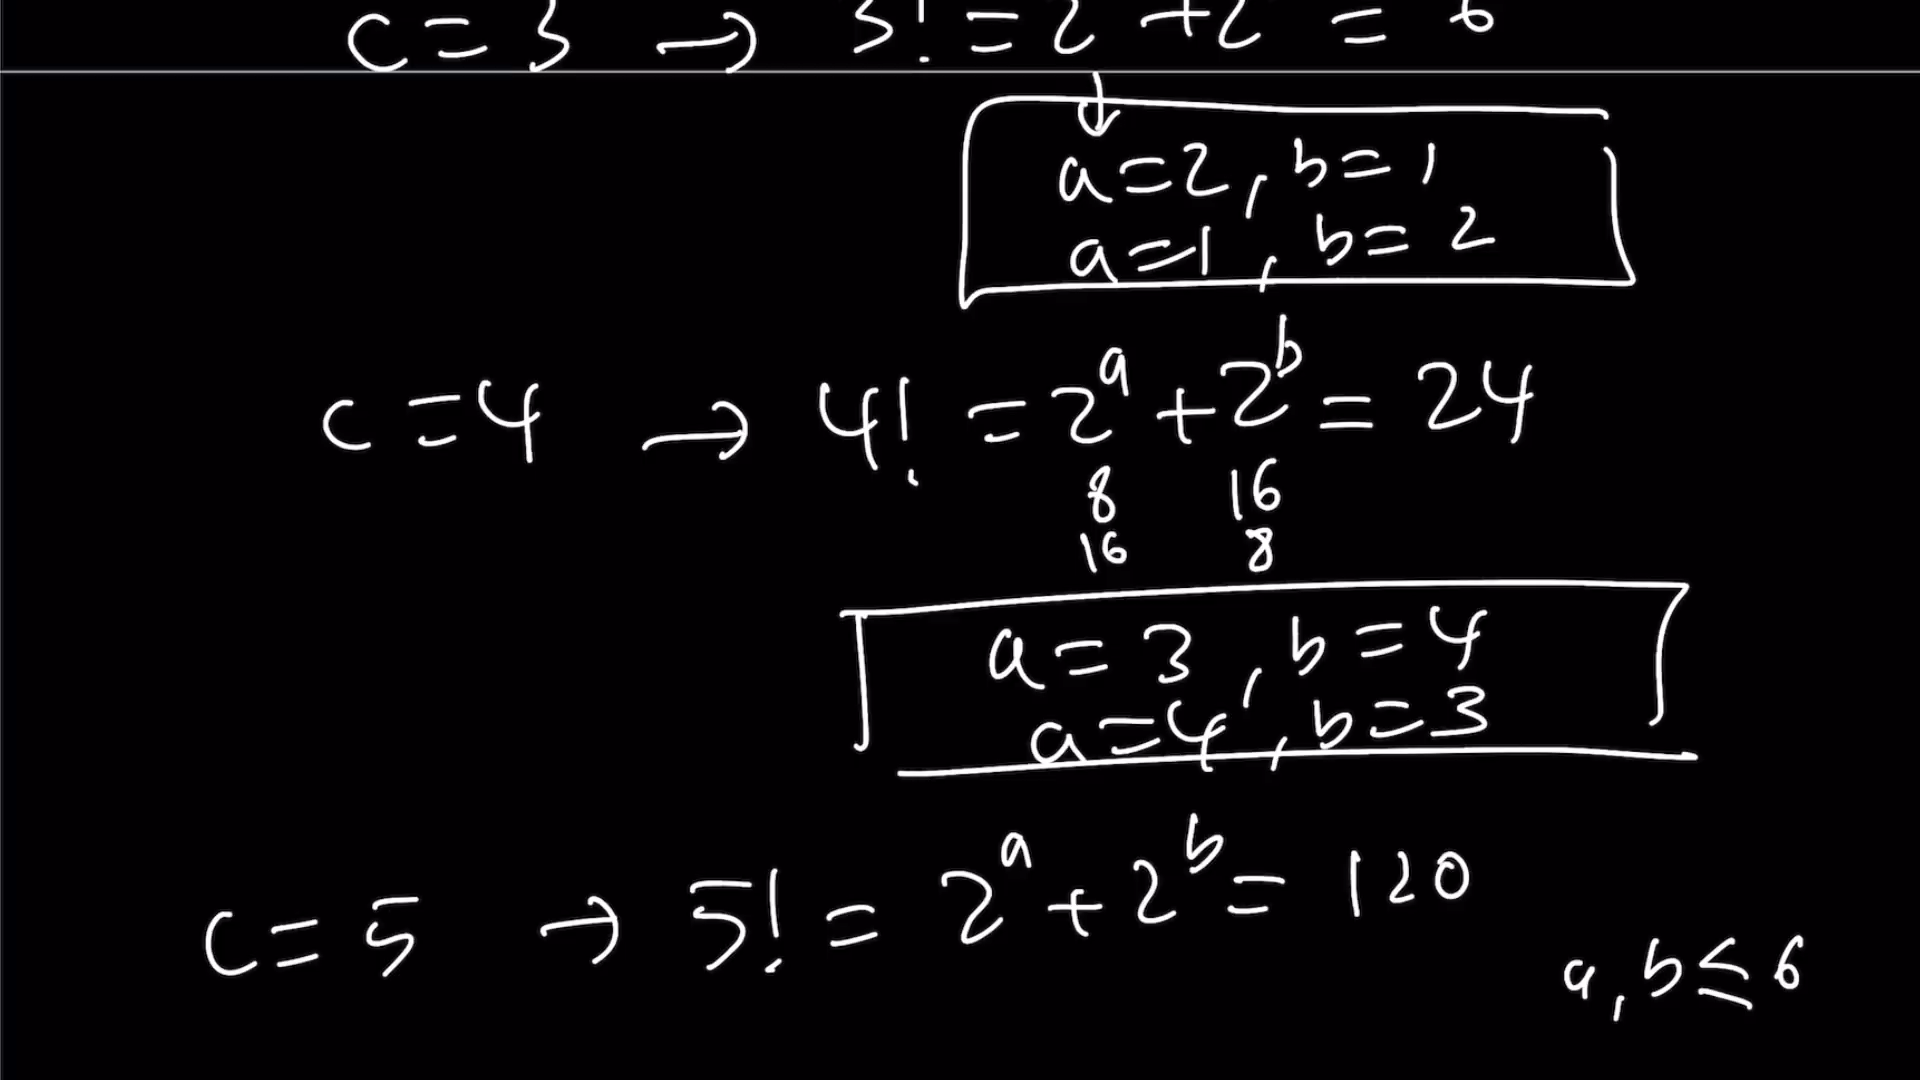 c = 3 → 3! = 2 + 2 = 6
a = 2, b = 1
a = 1, b = 2
c = 4 → 4! = 2^a + 2^b = 24
8 16
16 8
a = 3, b = 4
a = 4, b = 3
c = 5 → 5! = 2^a + 2^b = 120
a, b ≤ 6